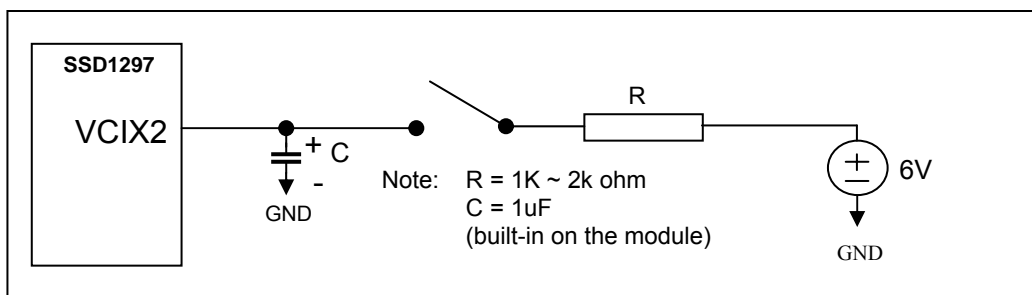 SSD1297
VCIX2
+ C
-
GND
R
Note: R = 1K ~ 2k ohm
C = 1uF
(built-in on the module)
+
–
6V
GND